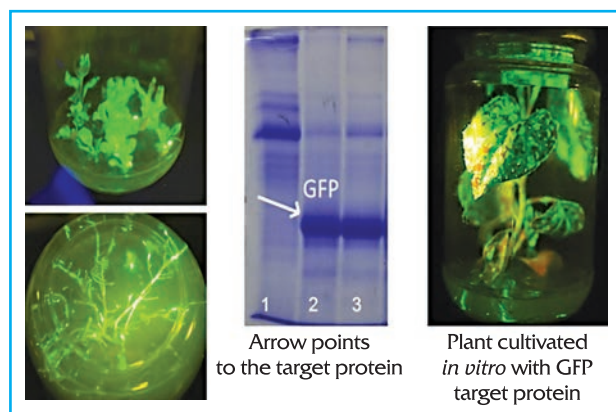 GFP
1 2 3
Arrow points
to the target protein
Plant cultivated
in vitro with GFP
target protein